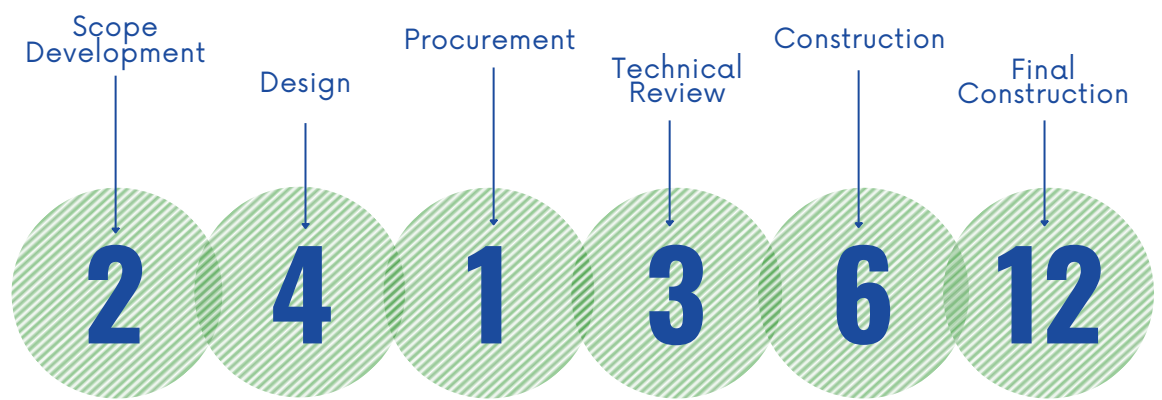 Scope
Development
Design
Procurement
Technical
Review
Construction
Final
Construction
2
4
1
3
6
12